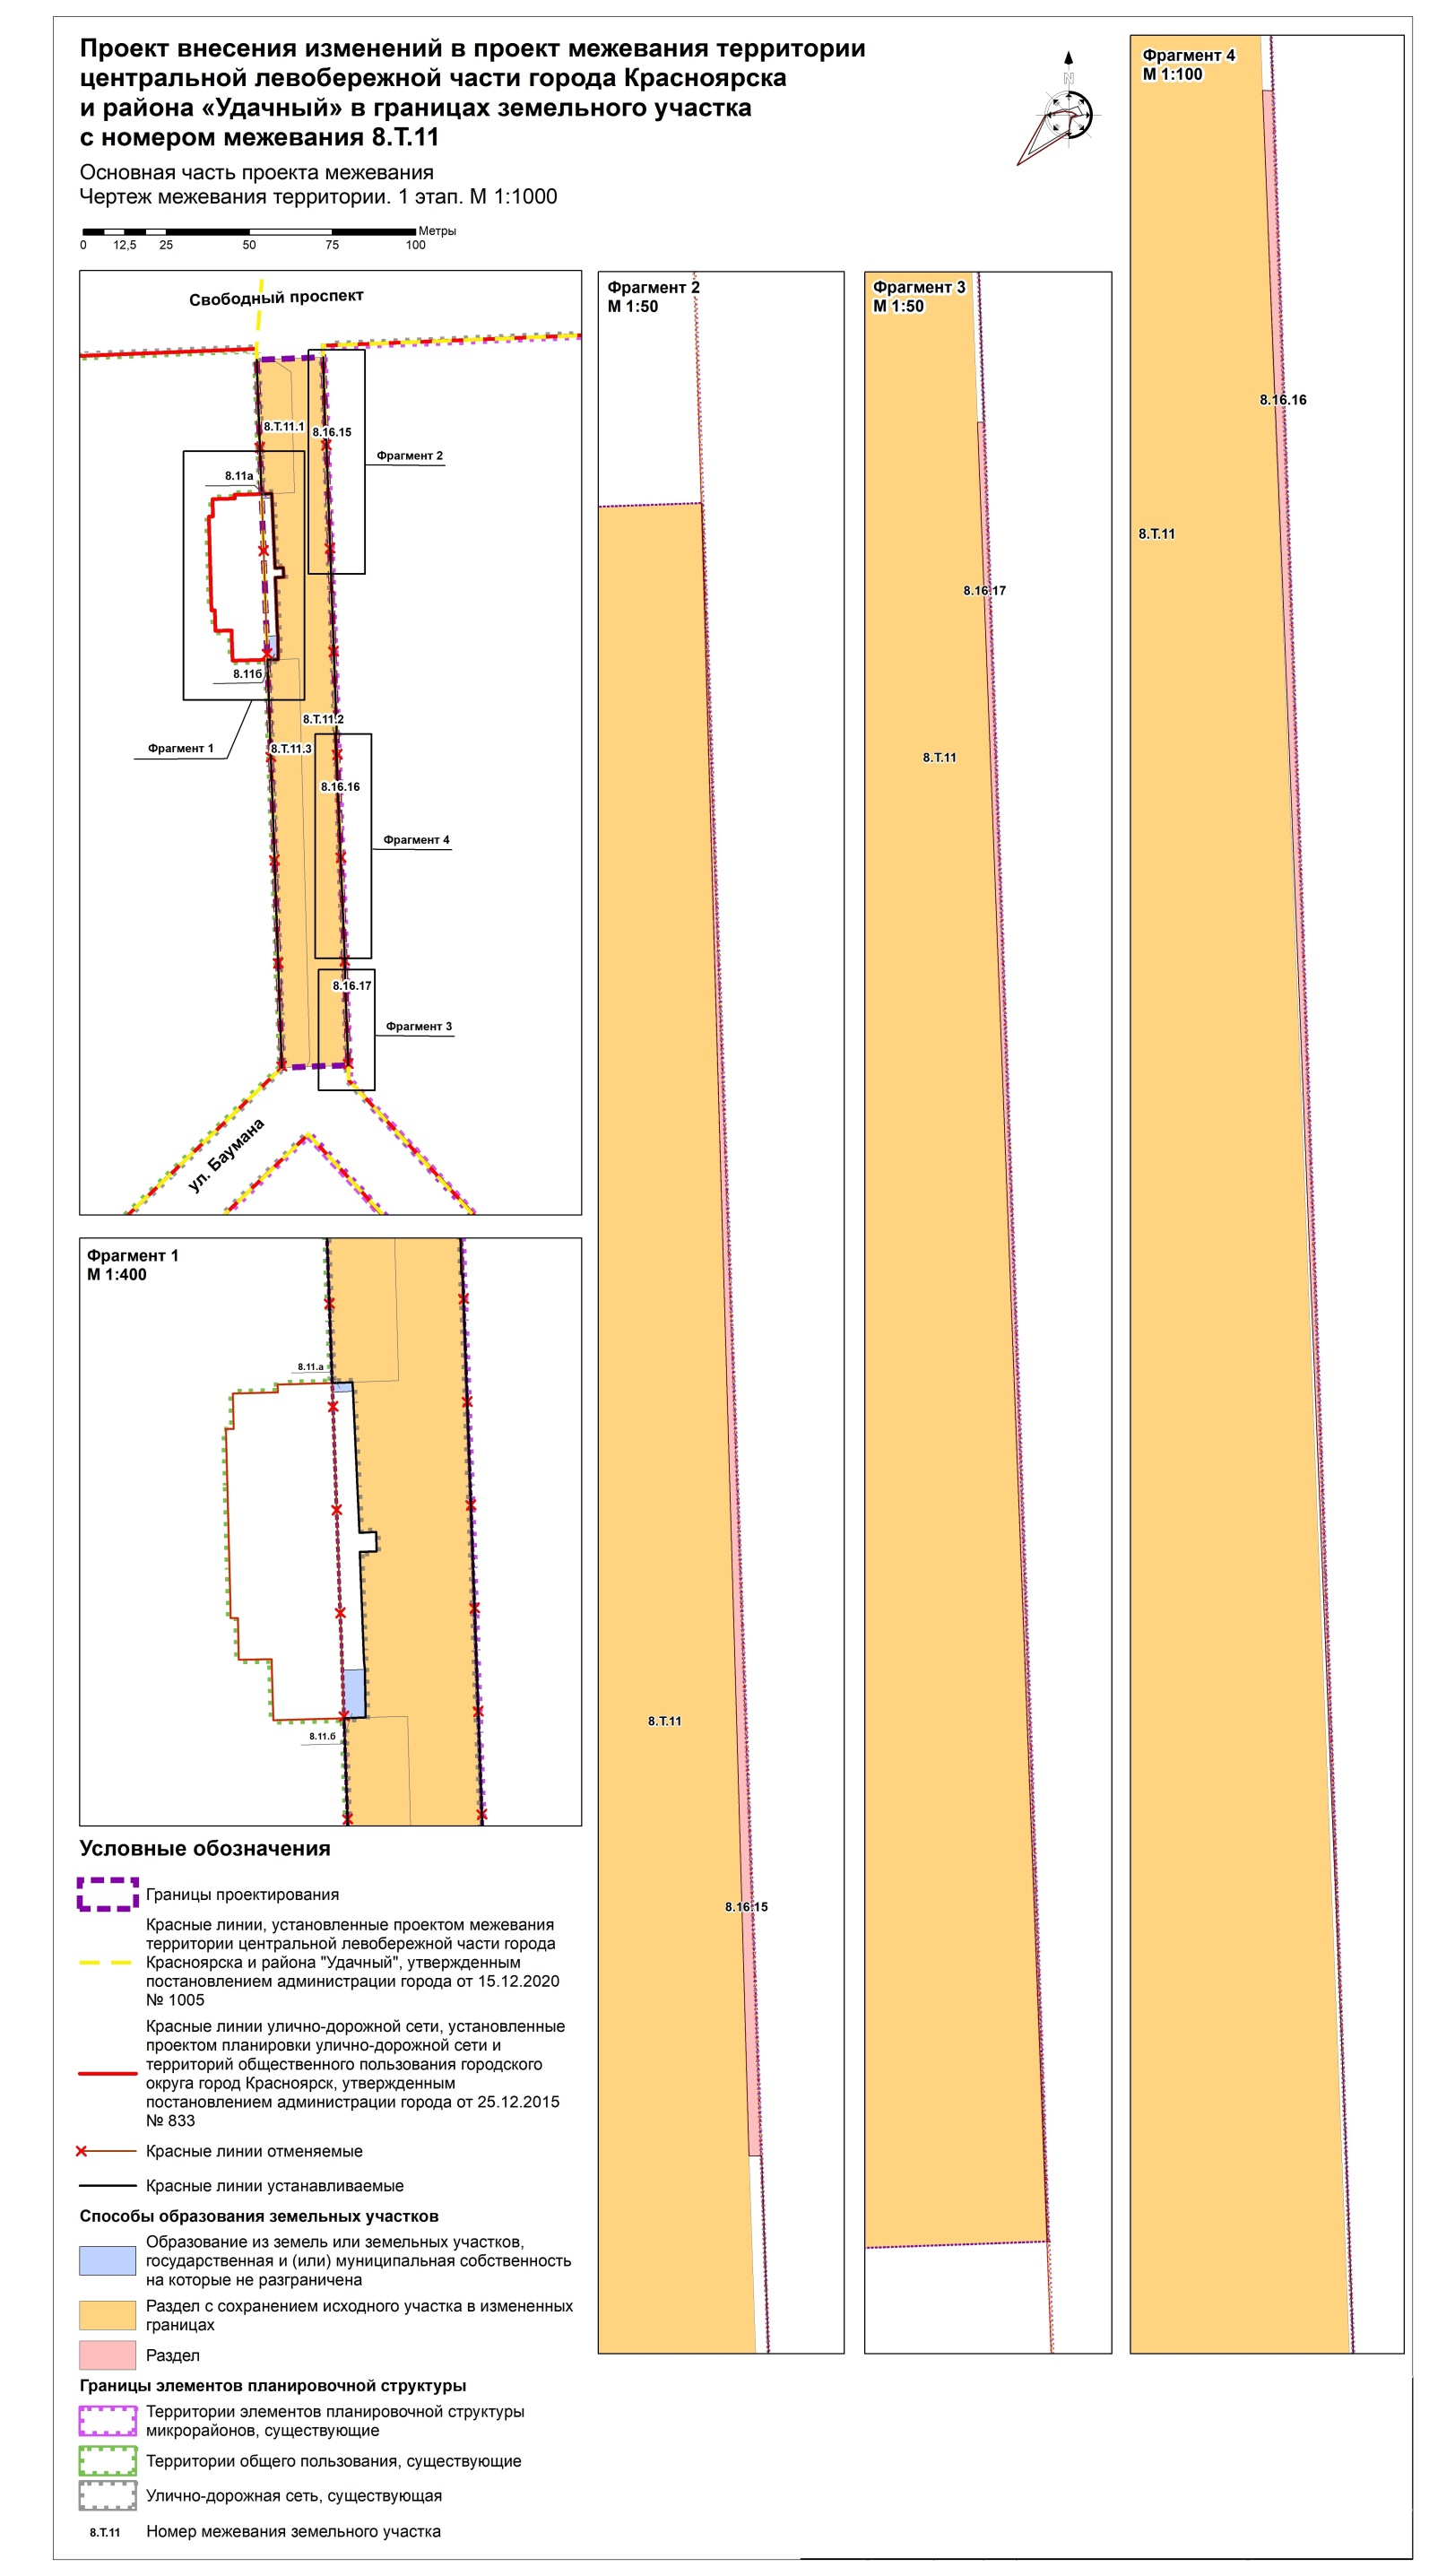 Проект внесения изменений в проект межевания территории
центральной левобережной части города Красноярска
и района «Удачный» в границах земельного участка
с номером межевания 8.Т.11
Основная часть проекта межевания
Чертеж межевания территории. 1 этап. М 1:1000
Метры
0 12,5 25 50 75 100
N
Свободный проспект
8.Т.11.1
8.16.15
Фрагмент 2
8.11а
8.11б
8.Т.11.2
Фрагмент 1
8.Т.11.3
8.16.16
Фрагмент 4
8.16.17
Фрагмент 3
ул. Баумана
Фрагмент 1
М 1:400
8.11.а
8.11.б
Фрагмент 2
М 1:50
8.Т.11
8.16.15
Фрагмент 3
М 1:50
8.16.17
8.Т.11
Фрагмент 4
М 1:100
8.16.16
8.Т.11
Условные обозначения
Границы проектирования
Красные линии, установленные проектом межевания
территории центральной левобережной части города
Красноярска и района "Удачный", утвержденным
постановлением администрации города от 15.12.2020
№ 1005
Красные линии улично-дорожной сети, установленные
проектом планировки улично-дорожной сети и
территорий общественного пользования городского
округа город Красноярск, утвержденным
постановлением администрации города от 25.12.2015
№ 833
Красные линии отменяемые
Красные линии устанавливаемые
Способы образования земельных участков
Образование из земель или земельных участков,
государственная и (или) муниципальная собственность
на которые не разграничена
Раздел с сохранением исходного участка в измененных
границах
Раздел
Границы элементов планировочной структуры
Территории элементов планировочной структуры
микрорайонов, существующие
Территории общего пользования, существующие
Улично-дорожная сеть, существующая
8.Т.11 Номер межевания земельного участка